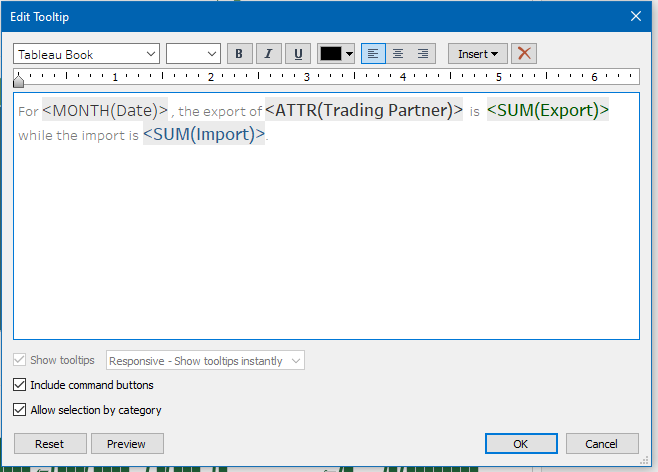 Edit Tooltip
Tableau Book B I U Insert
1 2 3 4 5 6
For <MONTH(Date)>, the export of <ATTR(Trading Partner)> is <SUM(Export)>
while the import is <SUM(Import)>.
Show tooltips Responsive - Show tooltips instantly
Include command buttons
Allow selection by category
Reset Preview OK Cancel